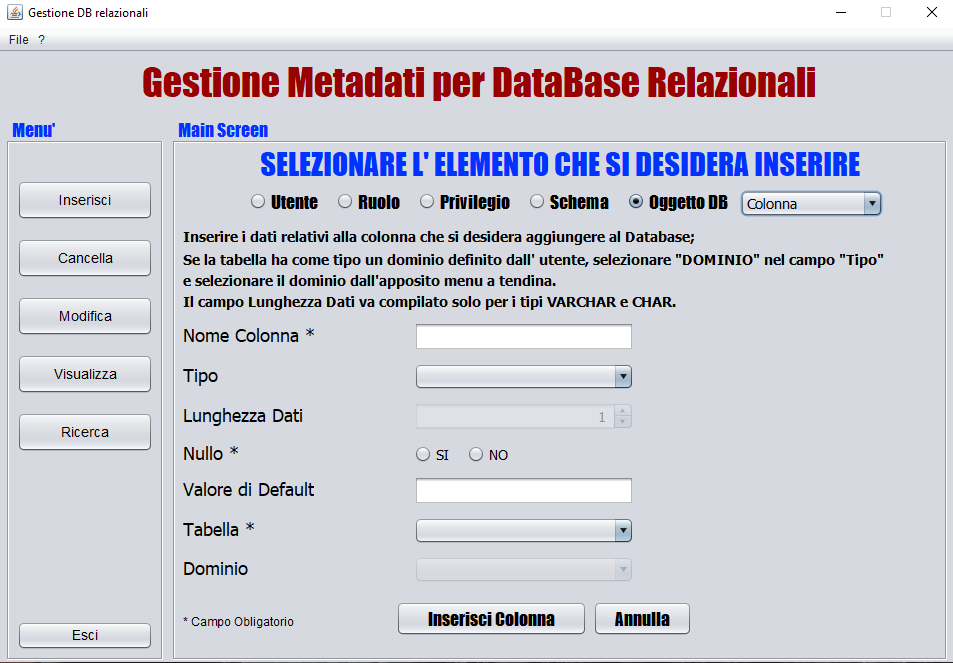 Gestione DB relazionali
File ?
Gestione Metadati per DataBase Relazionali
Menu'
Main Screen
SELEZIONARE L' ELEMENTO CHE SI DESIDERA INSERIRE
Utente Ruolo Privilegio Schema Oggetto DB Colonna
Inserisci
Cancella
Modifica
Visualizza
Ricerca
Esci
Inserire i dati relativi alla colonna che si desidera aggiungere al Database;
Se la tabella ha come tipo un dominio definito dall' utente, selezionare "DOMINIO" nel campo "Tipo"
e selezionare il dominio dall'apposito menu a tendina.
Il campo Lunghezza Dati va compilato solo per i tipi VARCHAR e CHAR.
Nome Colonna *
Tipo
Lunghezza Dati 1
Nullo * SI NO
Valore di Default
Tabella *
Dominio
* Campo Obligatorio
Inserisci Colonna Annulla